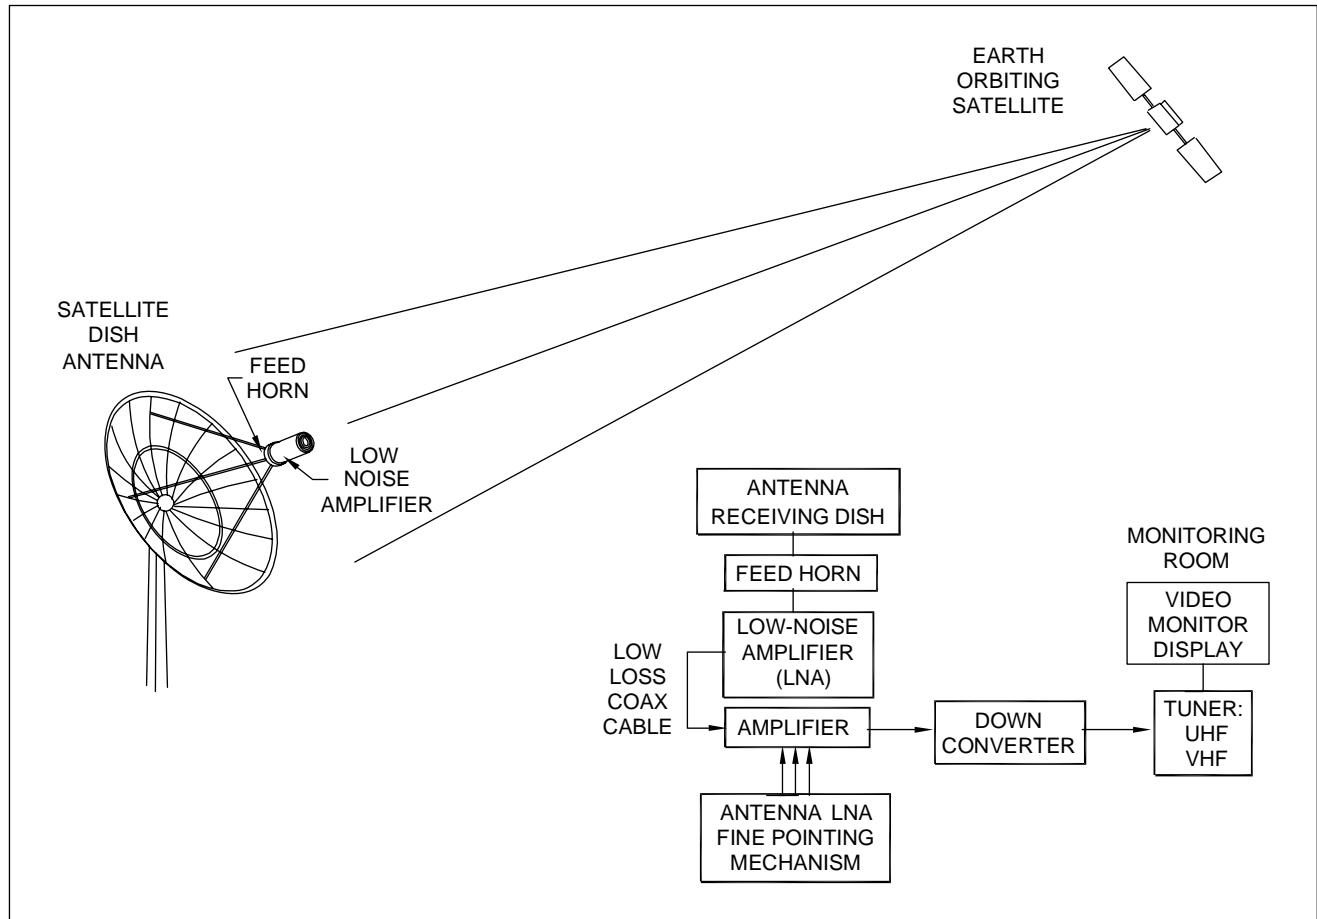 EARTH
ORBITING
SATELLITE
SATELLITE
DISH
ANTENNA
FEED
HORN
LOW
NOISE
AMPLIFIER
ANTENNA
RECEIVING DISH
FEED HORN
LOW-NOISE
AMPLIFIER
(LNA)
LOW
LOSS
COAX
CABLE
AMPLIFIER
ANTENNA LNA
FINE POINTING
MECHANISM
DOWN
CONVERTER
MONITORING
ROOM
VIDEO
MONITOR
DISPLAY
TUNER:
UHF
VHF